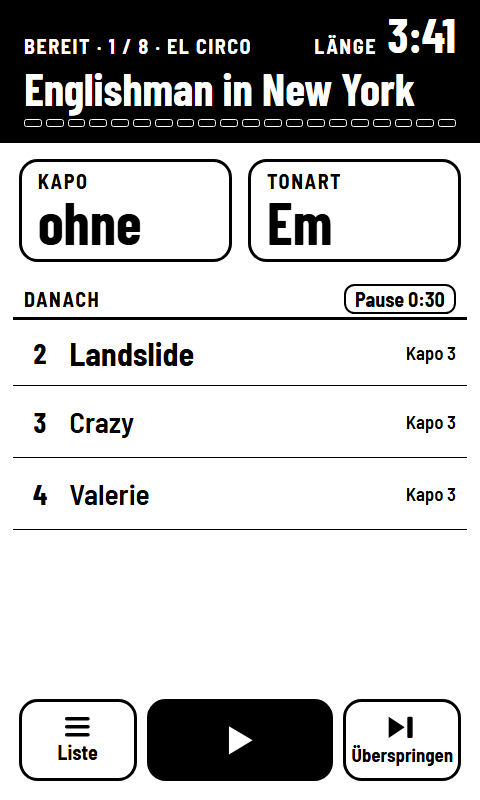 BEREIT · 1 / 8 · EL CIRCO
LÄNGE 3:41
Englishman in New York
KAPO
ohne
TONART
Em
DANACH
Pause 0:30
2 Landslide Kapo 3
3 Crazy Kapo 3
4 Valerie Kapo 3
Liste
Überspringen